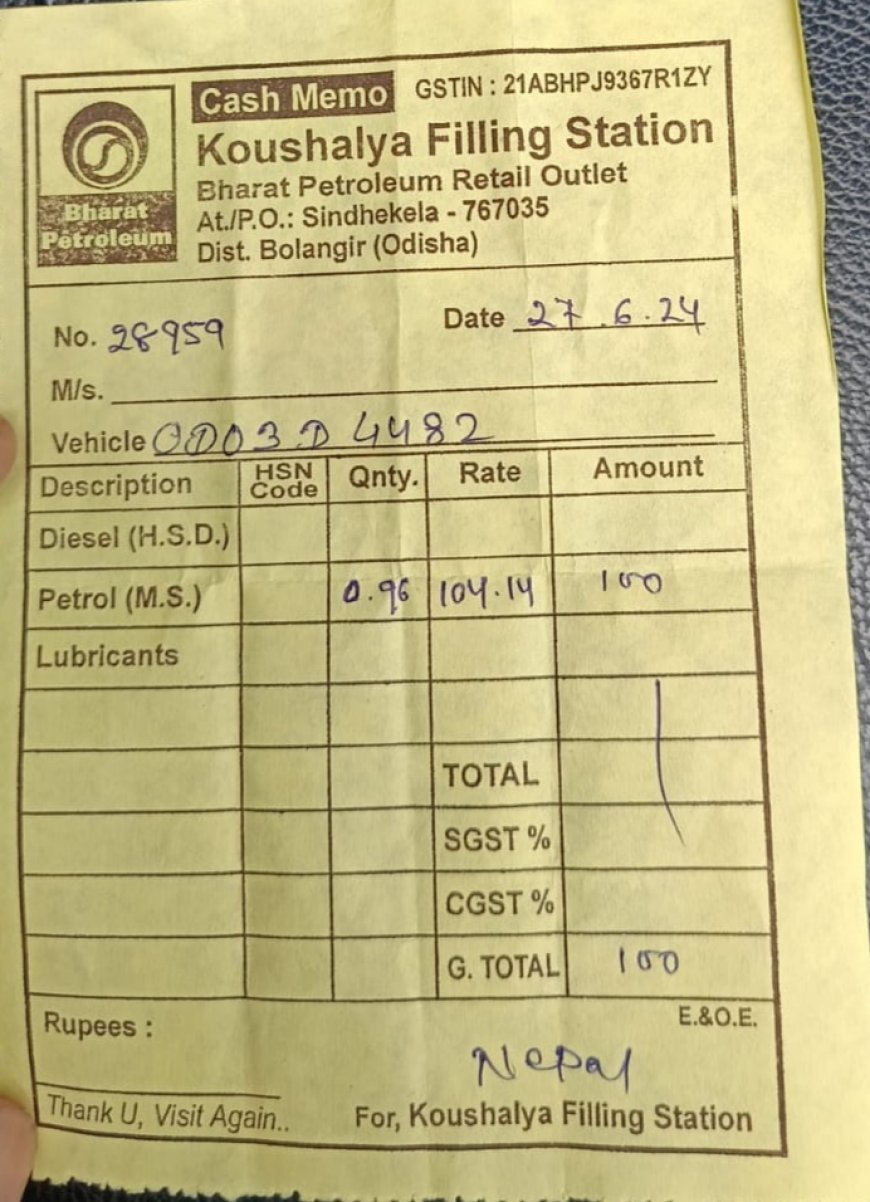 Cash Memo GSTIN : 21ABHPJ9367R1ZY
Koushalya Filling Station
Bharat Petroleum Retail Outlet
At./P.O.: Sindhekela - 767035
Dist. Bolangir (Odisha)
Bharat
Petroleum
No. 28959 Date 27.6.24
M/s.
Vehicle OD03D 4482
Description HSN Code Qnty. Rate Amount
Diesel (H.S.D.)
Petrol (M.S.) 0.96 104.14 100
Lubricants
TOTAL
SGST %
CGST %
G. TOTAL 100
Rupees : E.&O.E.
Nepal
Thank U, Visit Again.. For, Koushalya Filling Station